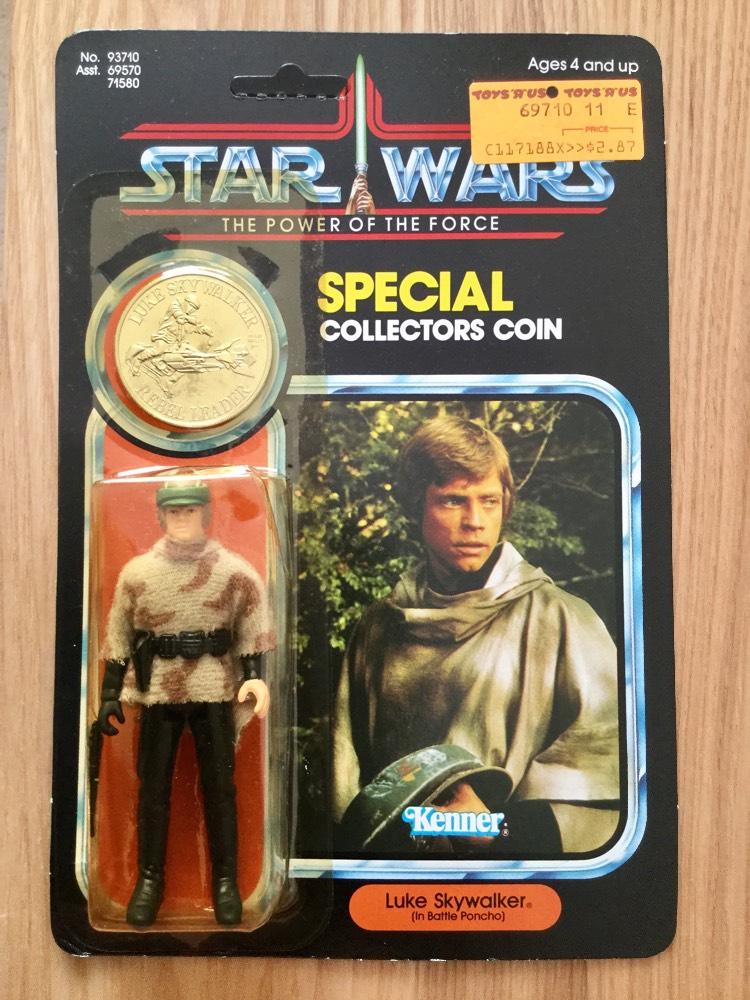 No. 93710
Asst. 69570
71580
Ages 4 and up
TOYS "R" US TOYS "R" US
69710 11 E
PRICE
C117188X>>$2.87
STAR WARS
THE POWER OF THE FORCE
SPECIAL
COLLECTORS COIN
LUKE SKYWALKER
REBEL LEADER
Kenner®
Luke Skywalker®
(in Battle Poncho)